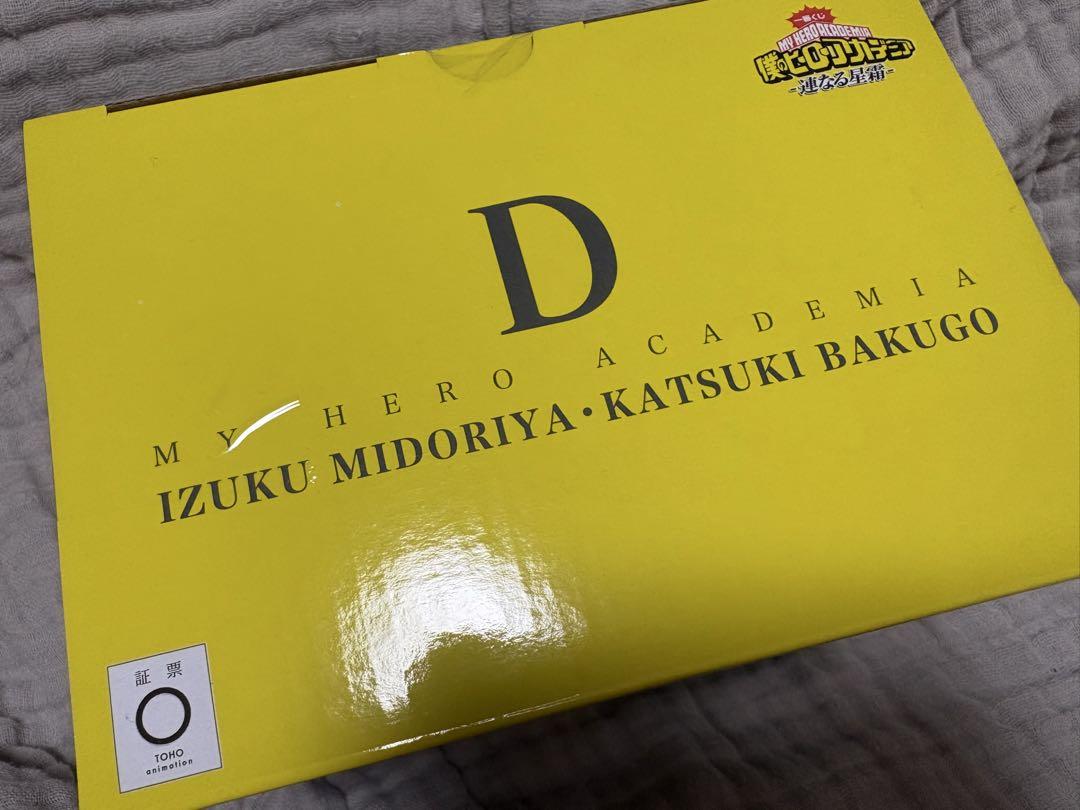 一番くじ
MY HERO ACADEMIA
僕のヒーローアカデミア
-連なる星霜-
D
MY HERO ACADEMIA
IZUKU MIDORIYA・KATSUKI BAKUGO
証票
TOHO
animation